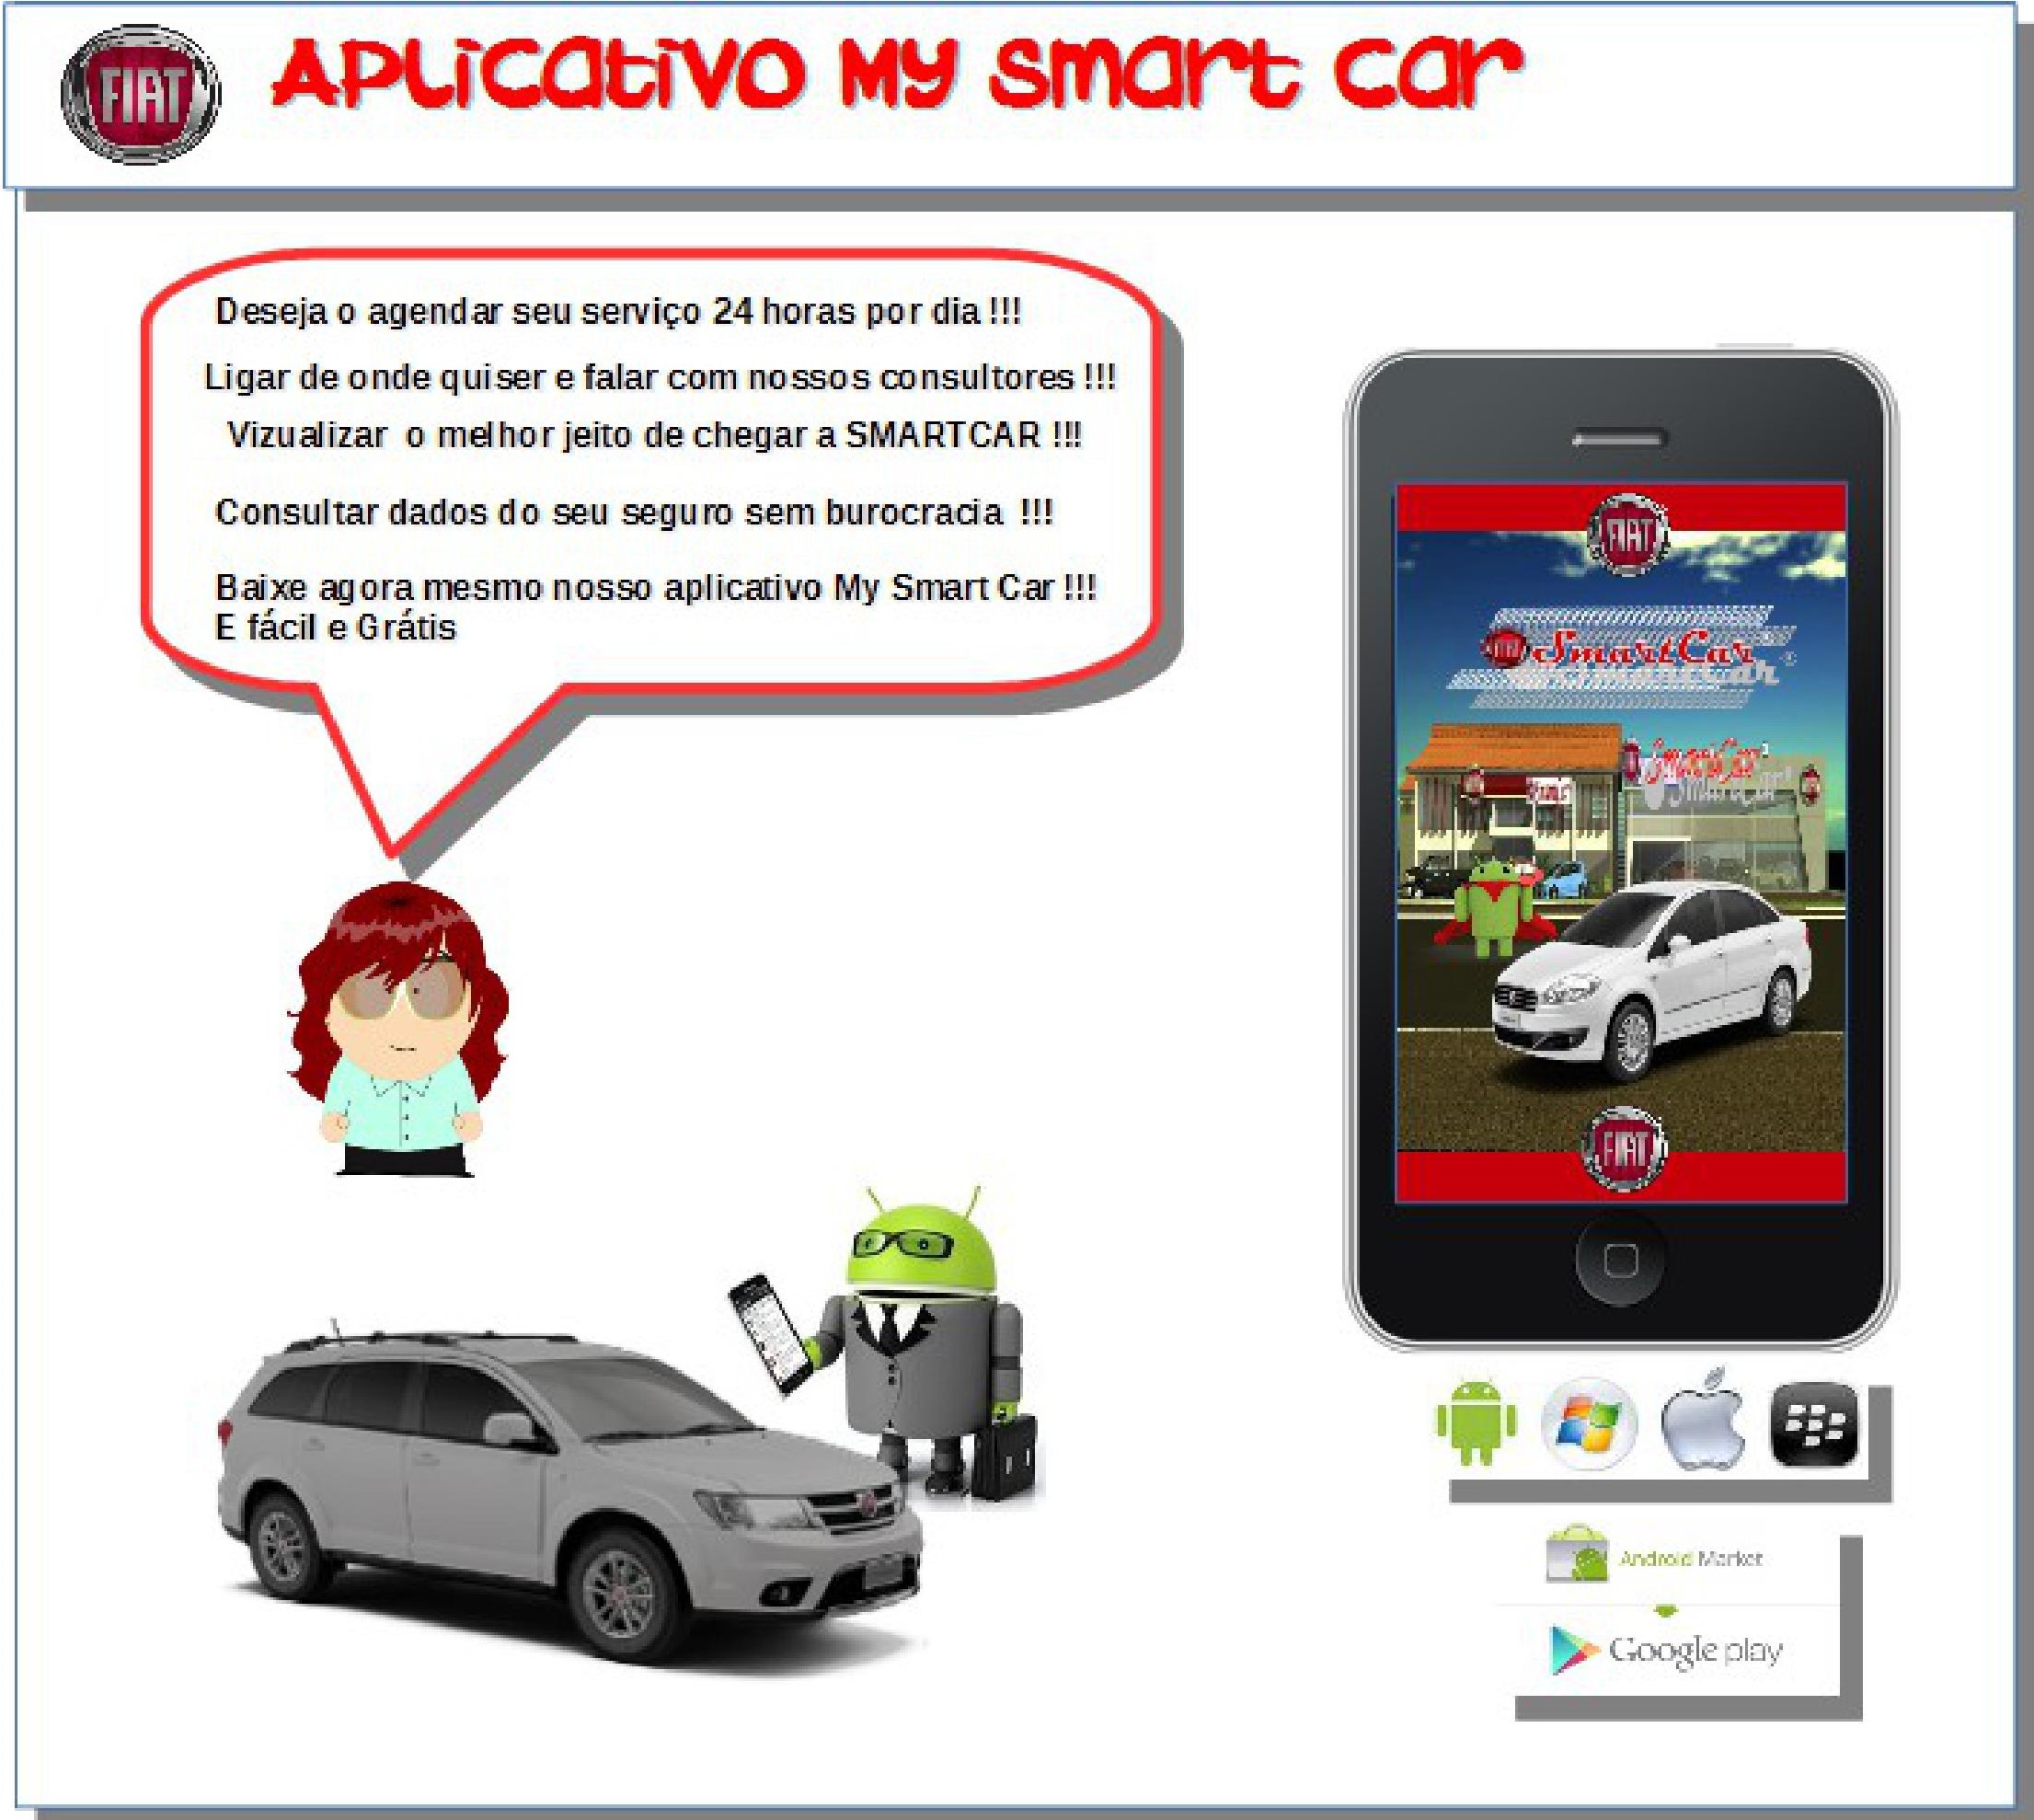 FIAT
Aplicativo My Smart Car
Deseja o agendar seu serviço 24 horas por dia !!!
Ligar de onde quiser e falar com nossos consultores !!!
Vizualizar o melhor jeito de chegar a SMARTCAR !!!
Consultar dados do seu seguro sem burocracia !!!
Baixe agora mesmo nosso aplicativo My Smart Car !!!
E fácil e Grátis
FIAT
SmartCar
SmartCar
FIAT
Android Market
Google play